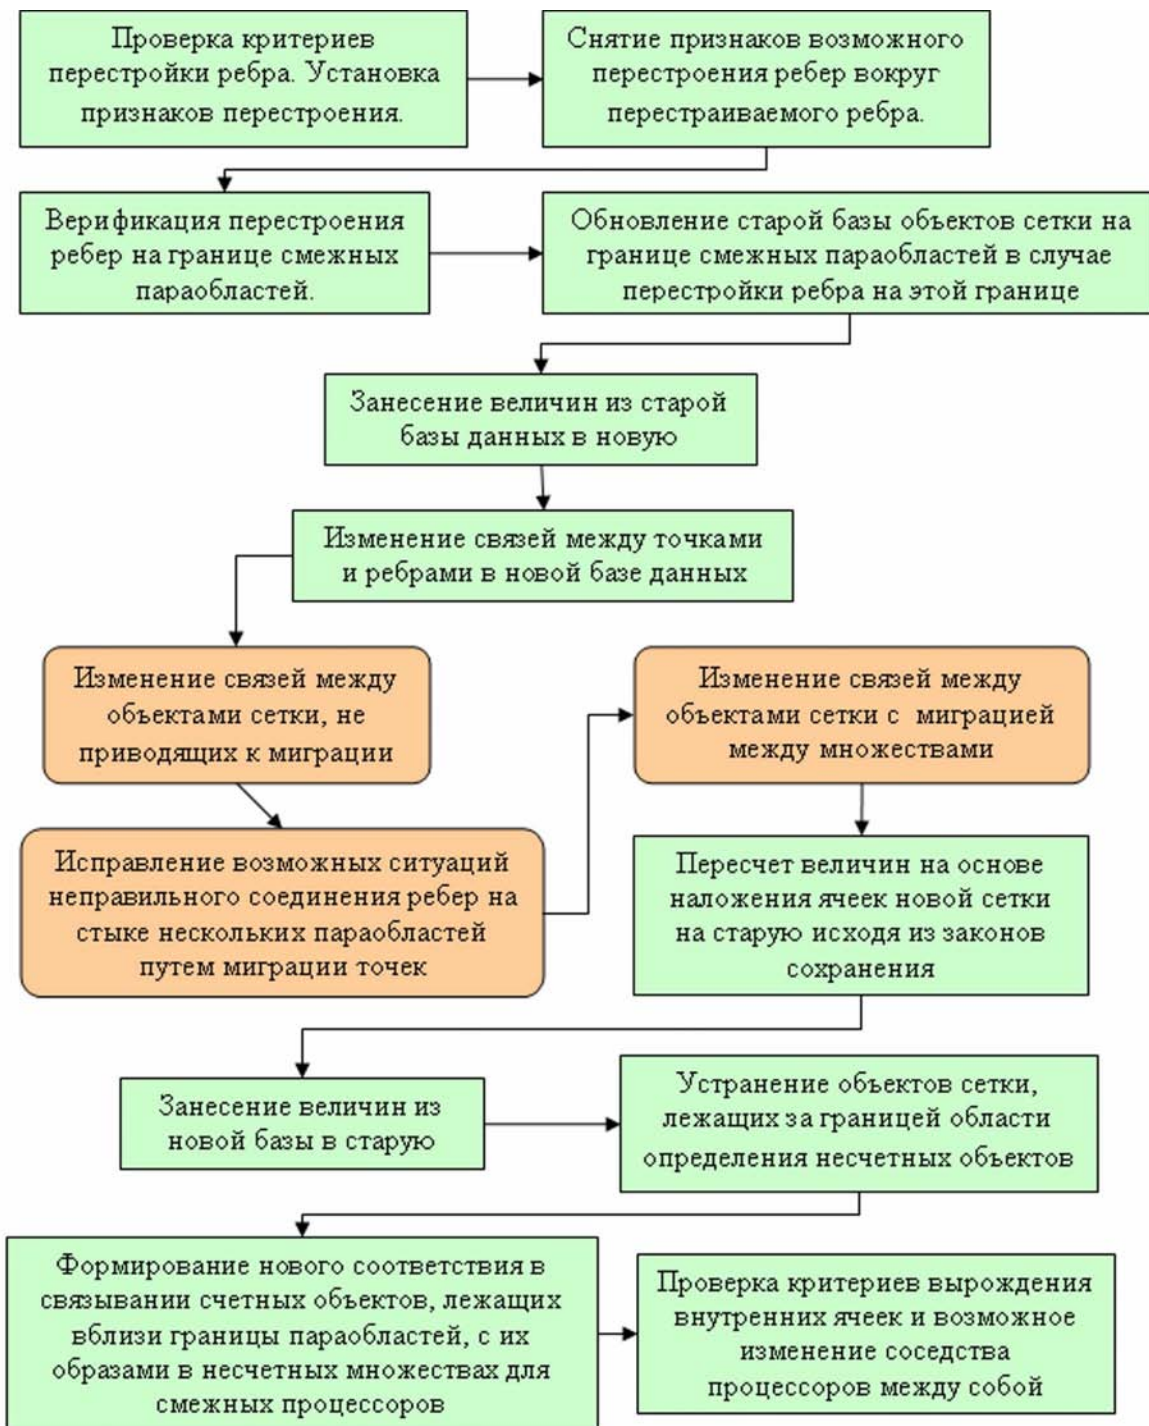 Проверка критериев
перестройки ребра. Установка
признаков перестроения.
Снятие признаков возможного
перестроения ребер вокруг
перестраиваемого ребра.
Верификация перестроения
ребер на границе смежных
параобластей.
Обновление старой базы объектов сетки на
границе смежных параобластей в случае
перестройки ребра на этой границе
Занесение величин из старой
базы данных в новую
Изменение связей между точками
и ребрами в новой базе данных
Изменение связей между
объектами сетки, не
приводящих к миграции
Исправление возможных ситуаций
неправильного соединения ребер на
стыке нескольких параобластей
путем миграции точек
Изменение связей между
объектами сетки с миграцией
между множествами
Пересчет величин на основе
наложения ячеек новой сетки
на старую исходя из законов
сохранения
Занесение величин из
новой базы в старую
Устранение объектов сетки,
лежащих за границей области
определения несчетных объектов
Формирование нового соответствия в
связывании счетных объектов, лежащих
вблизи границы параобластей, с их
образами в несчетных множествах для
смежных процессоров
Проверка критериев вырождения
внутренних ячеек и возможное
изменение соседства
процессоров между собой